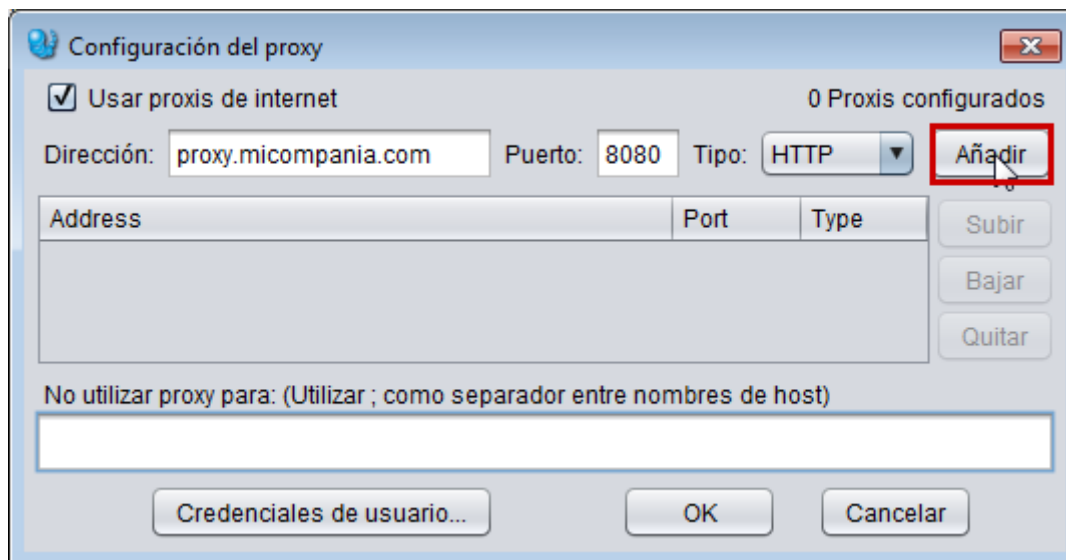 Configuración del proxy
Usar proxis de internet 0 Proxis configurados
Dirección: proxy.micompania.com Puerto: 8080 Tipo: HTTP Añadir
Address Port Type
Subir
Bajar
Quitar
No utilizar proxy para: (Utilizar ; como separador entre nombres de host)
Credenciales de usuario... OK Cancelar